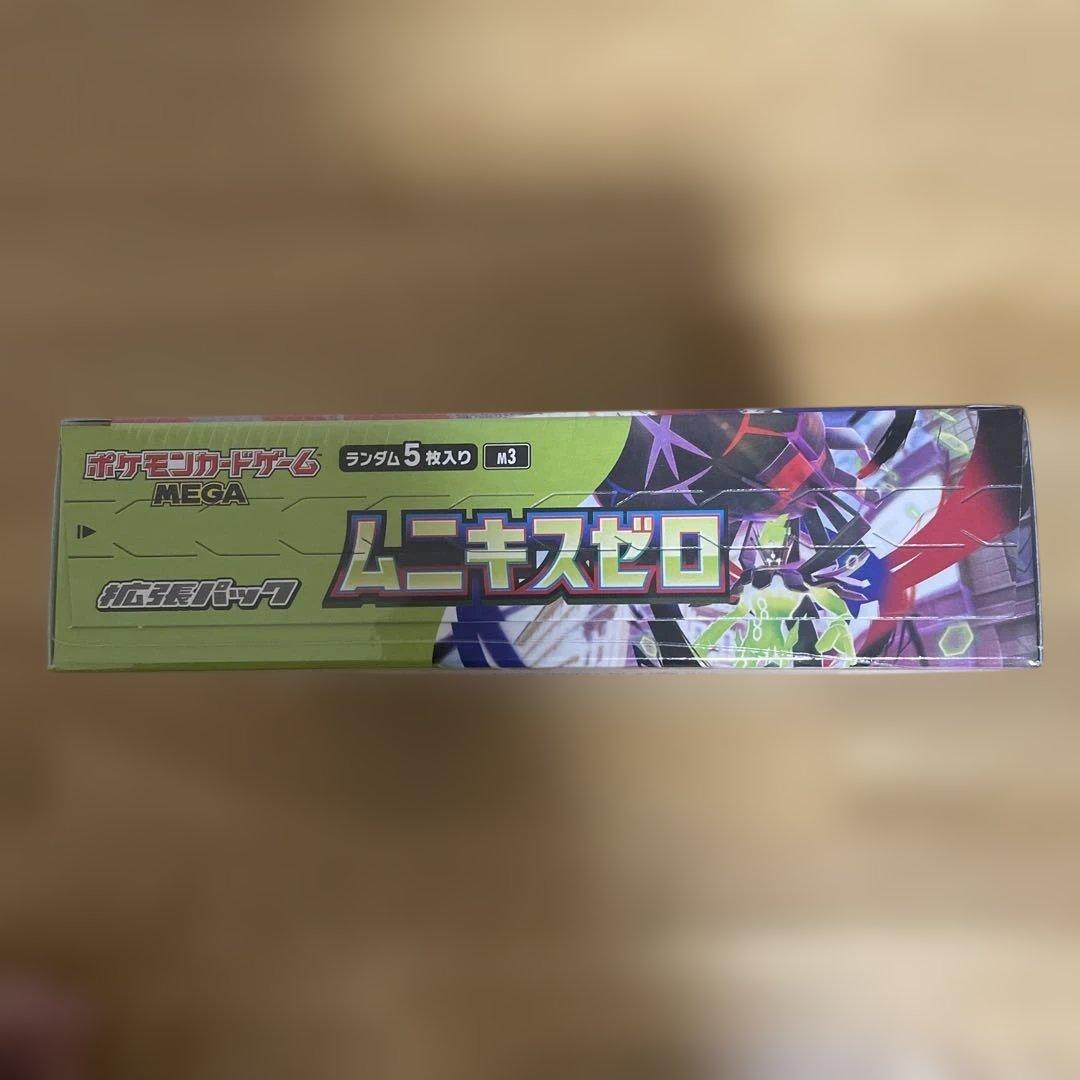 ポケモンカードゲーム
MEGA
ランダム5枚入り
M3
ムニキスゼロ
拡張パック